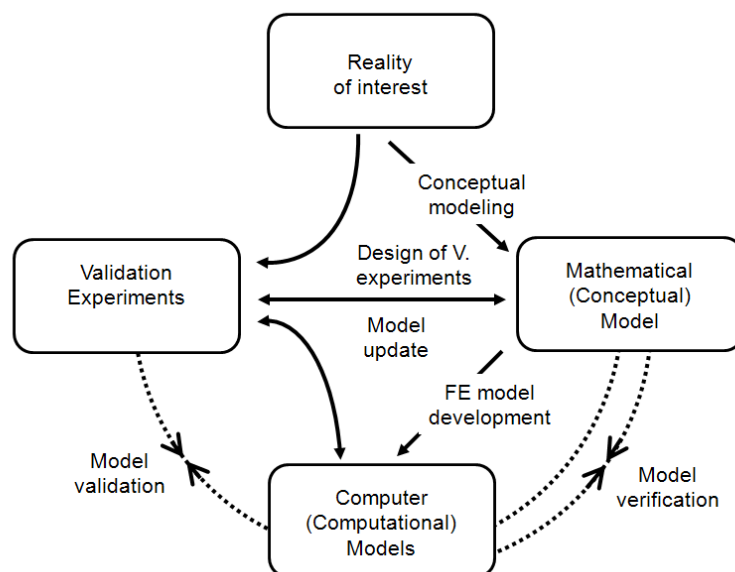 Reality
of interest
Conceptual
modeling
Design of V.
experiments
Validation
Experiments
Mathematical
(Conceptual)
Model
Model
update
FE model
development
Model
validation
Computer
(Computational)
Models
Model
verification